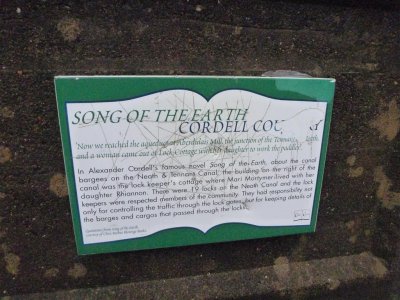 SONG OF THE EARTH
CORDELL COU G
'Now we reached the aqueduct at Aberdulais Mill, the junction of the Tennant
and a woman came out of Lock Cottage with her daughter to work the paddles'
In Alexander Cordell's famous novel Song of the Earth, about the canal
bargees on the Neath & Tennant Canal, the building on the right of the
canal was the lock keeper's cottage where Mari Mortymer lived with her
daughter Rhiannon. There were 19 locks on the Neath Canal and the lock
keepers were respected members of the community. They had responsibility not
only for controlling the traffic through the lock gates, but for keeping details of
the barges and cargos that passed through the locks.
Quotations from song of the earth